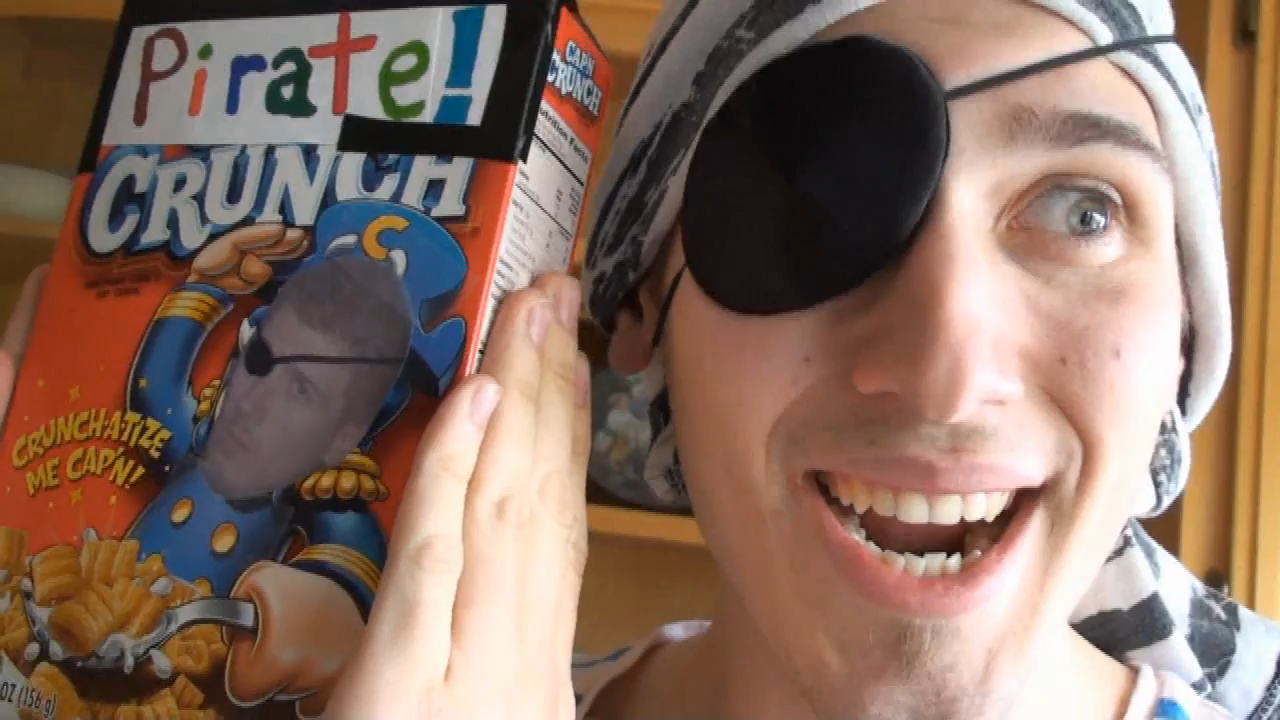 Pirate!
CRUNCH
CRUNCH-A-TIZE
ME CAP'N!
OZ (156 g)
CAP'N
CRUNCH
Nutrition Facts